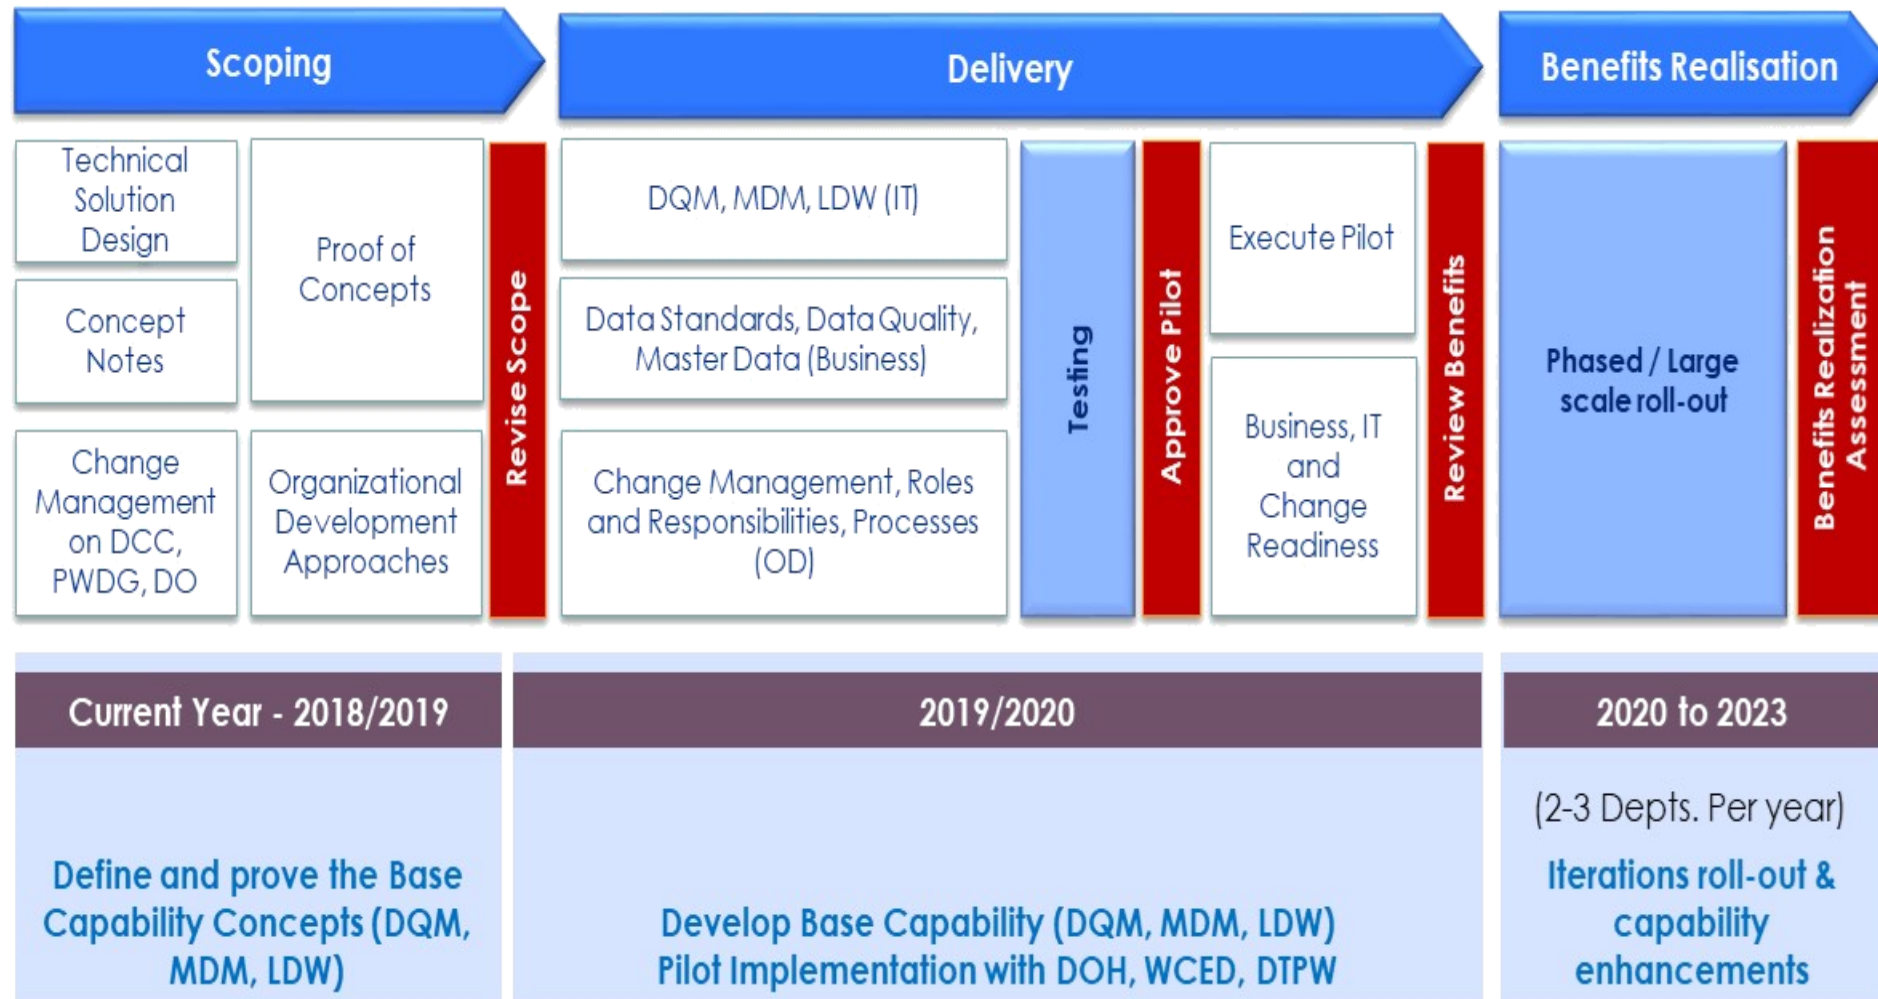 Scoping
Delivery
Benefits Realisation
Technical
Solution
Design
Concept
Notes
Change
Management
on DCC,
PWDG, DO
Proof of
Concepts
Organizational
Development
Approaches
Revise Scope
DQM, MDM, LDW (IT)
Data Standards, Data Quality,
Master Data (Business)
Change Management, Roles
and Responsibilities, Processes
(OD)
Testing
Approve Pilot
Execute Pilot
Business, IT
and
Change
Readiness
Review Benefits
Phased / Large
scale roll-out
Benefits Realization
Assessment
Current Year - 2018/2019
2019/2020
2020 to 2023
Define and prove the Base
Capability Concepts (DQM,
MDM, LDW)
Develop Base Capability (DQM, MDM, LDW)
Pilot Implementation with DOH, WCED, DTPW
(2-3 Depts. Per year)
Iterations roll-out &
capability
enhancements